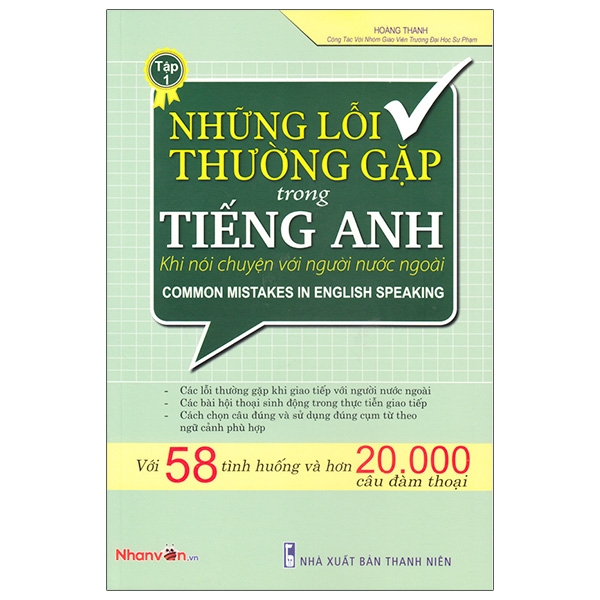 HOÀNG THANH
Cộng Tác Với Nhóm Giáo Viên Trường Đại Học Sư Phạm
Tập
1
NHỮNG LỖI
THƯỜNG GẶP
trong
TIẾNG ANH
Khi nói chuyện với người nước ngoài
COMMON MISTAKES IN ENGLISH SPEAKING
- Các lỗi thường gặp khi giao tiếp với người nước ngoài
- Các bài hội thoại sinh động trong thực tiễn giao tiếp
- Cách chọn câu đúng và sử dụng đúng cụm từ theo
ngữ cảnh phù hợp
Với 58 tình huống và hơn 20.000
câu đàm thoại
Nhanvăn.vn
NHÀ XUẤT BẢN THANH NIÊN